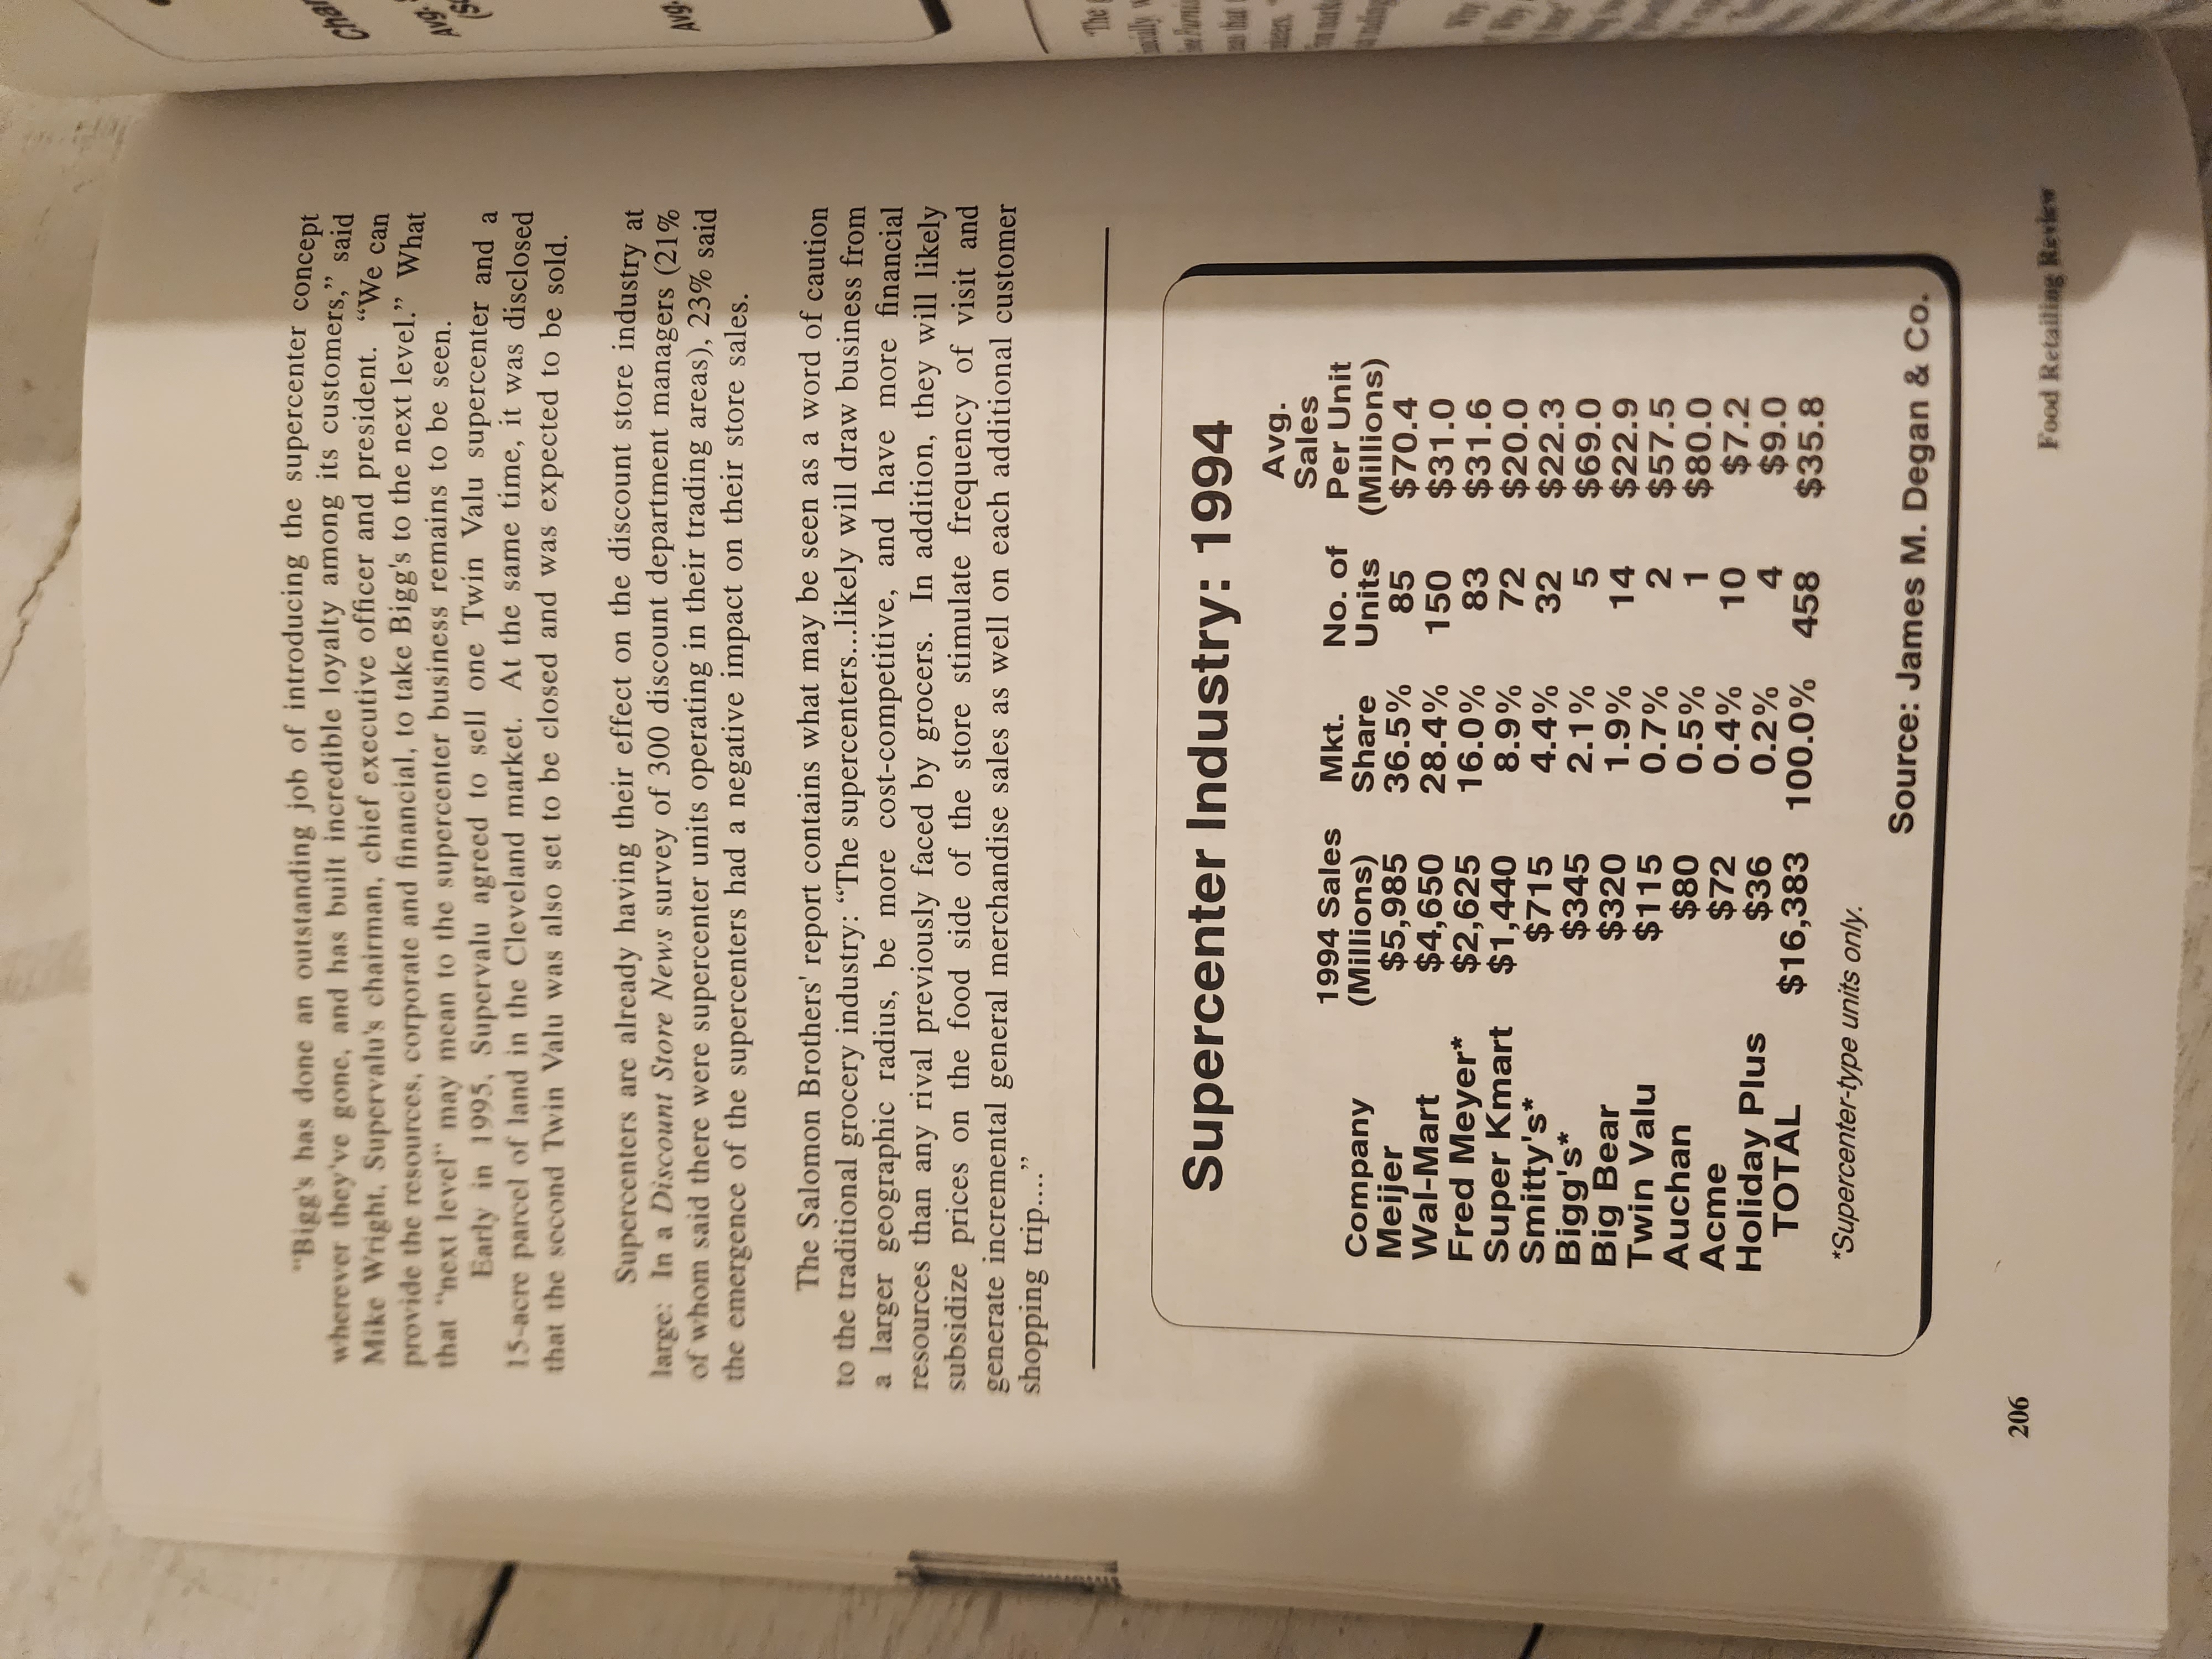 "Bigg's has done an outstanding job of introducing the supercenter concept
wherever they've gone, and has built incredible loyalty among its customers," said
Mike Wright, Supervalu's chairman, chief executive officer and president. "We can
provide the resources, corporate and financial, to take Bigg's to the next level." What
that "next level" may mean to the supercenter business remains to be seen.
Early in 1995, Supervalu agreed to sell one Twin Valu supercenter and a
15-acre parcel of land in the Cleveland market. At the same time, it was disclosed
that the second Twin Valu was also set to be closed and was expected to be sold.
Supercenters are already having their effect on the discount store industry at
large: In a Discount Store News survey of 300 discount department managers (21%
of whom said there were supercenter units operating in their trading areas), 23% said
the emergence of the supercenters had a negative impact on their store sales.
The Salomon Brothers' report contains what may be seen as a word of caution
to the traditional grocery industry: "The supercenters...likely will draw business from
a larger geographic radius, be more cost-competitive, and have more financial
resources than any rival previously faced by grocers. In addition, they will likely
subsidize prices on the food side of the store stimulate frequency of visit and
generate incremental general merchandise sales as well on each additional customer
shopping trip...."
Supercenter Industry: 1994
Avg.
Sales
1994 Sales Mkt. No. of Per Unit
Company (Millions) Share Units (Millions)
Meijer $5,985 36.5% 85 $70.4
Wal-Mart $4,650 28.4% 150 $31.0
Fred Meyer* $2,625 16.0% 83 $31.6
Super Kmart $1,440 8.9% 72 $20.0
Smitty's* $715 4.4% 32 $22.3
Bigg's* $345 2.1% 5 $69.0
Big Bear $320 1.9% 14 $22.9
Twin Valu $115 0.7% 2 $57.5
Auchan $80 0.5% 1 $80.0
Acme $72 0.4% 10 $7.2
Holiday Plus $36 0.2% 4 $9.0
TOTAL $16,383 100.0% 458 $35.8
*Supercenter-type units only.
Source: James M. Degan & Co.
206
Food Retailing Review